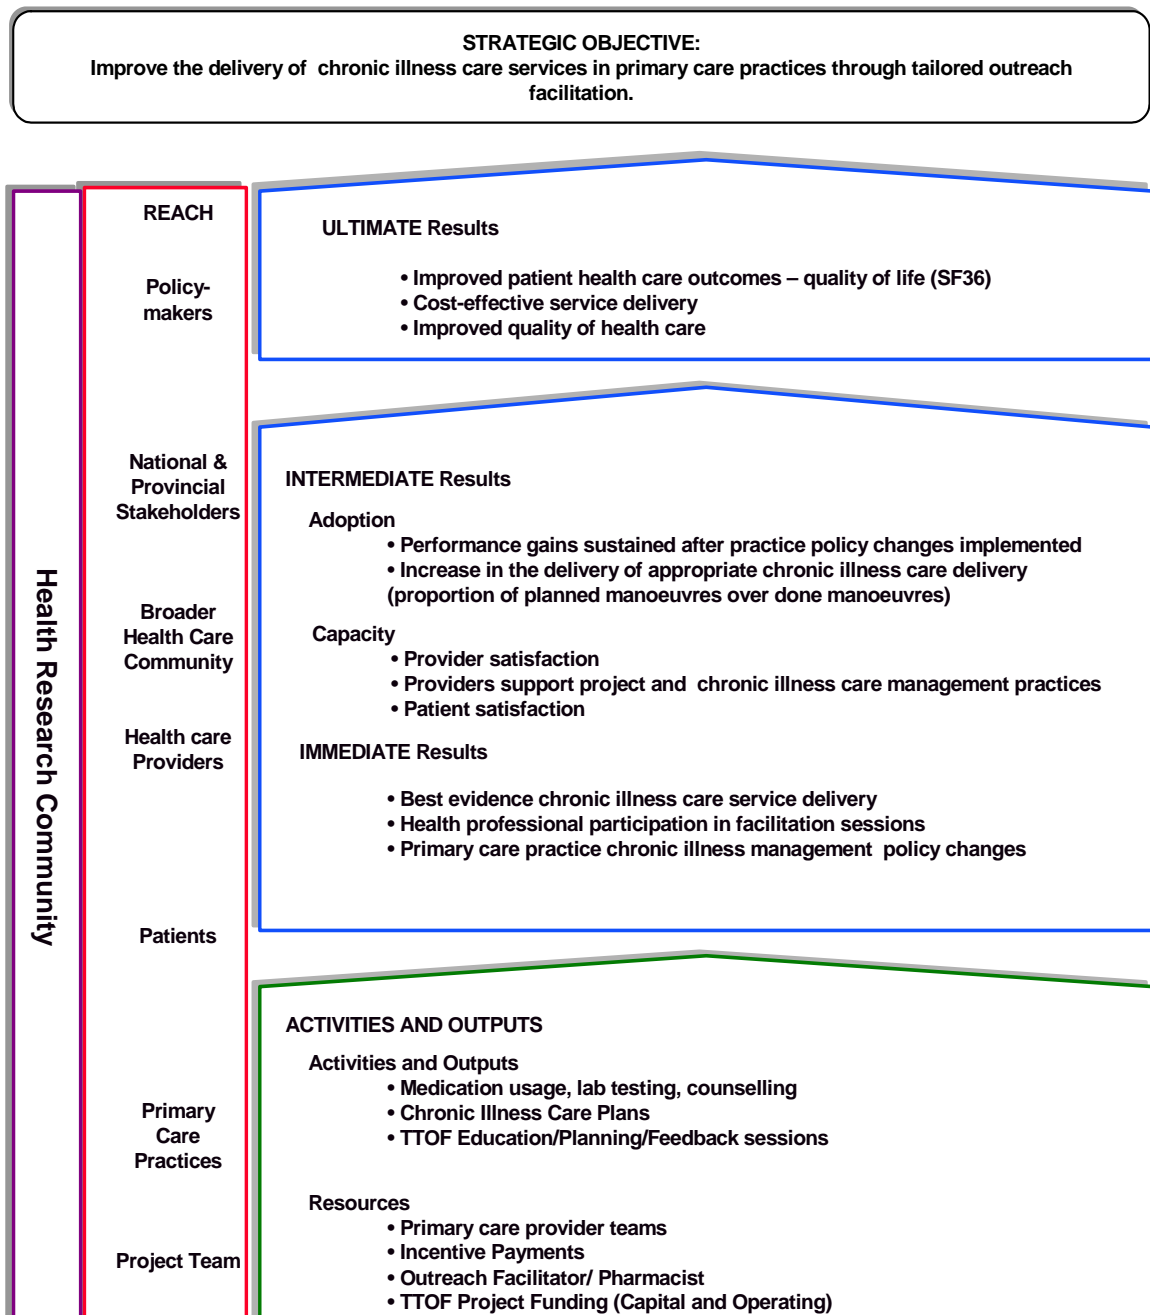 STRATEGIC OBJECTIVE:
Improve the delivery of chronic illness care services in primary care practices through tailored outreach
facilitation.
Health Research Community
REACH
Policy-
makers
National &
Provincial
Stakeholders
Broader
Health Care
Community
Health care
Providers
Patients
Primary
Care
Practices
Project Team
ULTIMATE Results
• Improved patient health care outcomes – quality of life (SF36)
• Cost-effective service delivery
• Improved quality of health care
INTERMEDIATE Results
Adoption
• Performance gains sustained after practice policy changes implemented
• Increase in the delivery of appropriate chronic illness care delivery
(proportion of planned manoeuvres over done manoeuvres)
Capacity
• Provider satisfaction
• Providers support project and chronic illness care management practices
• Patient satisfaction
IMMEDIATE Results
• Best evidence chronic illness care service delivery
• Health professional participation in facilitation sessions
• Primary care practice chronic illness management policy changes
ACTIVITIES AND OUTPUTS
Activities and Outputs
• Medication usage, lab testing, counselling
• Chronic Illness Care Plans
• TTOF Education/Planning/Feedback sessions
Resources
• Primary care provider teams
• Incentive Payments
• Outreach Facilitator/ Pharmacist
• TTOF Project Funding (Capital and Operating)